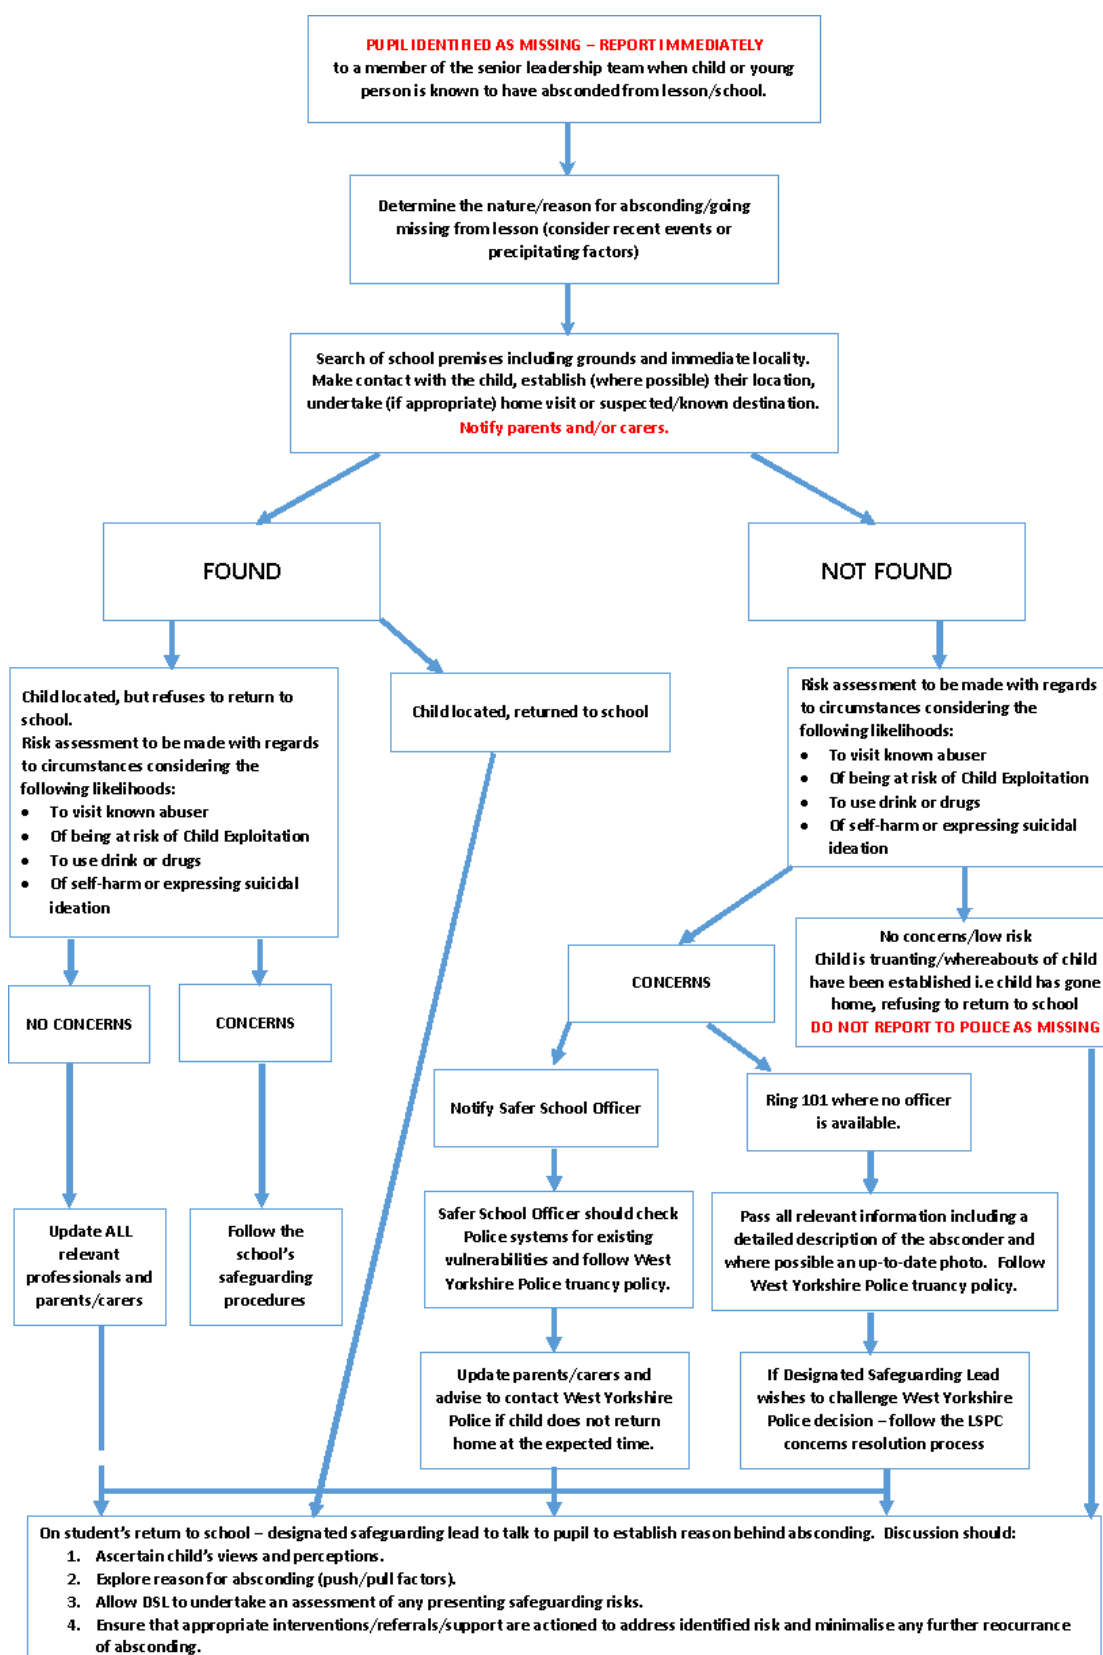 PUPIL IDENTIFIED AS MISSING – REPORT IMMEDIATELY
to a member of the senior leadership team when child or young
person is known to have absconded from lesson/school.
Determine the nature/reason for absconding/going
missing from lesson (consider recent events or
precipitating factors)
Search of school premises including grounds and immediate locality.
Make contact with the child, establish (where possible) their location,
undertake (if appropriate) home visit or suspected/known destination.
Notify parents and/or carers.
FOUND
NOT FOUND
Child located, but refuses to return to
school.
Risk assessment to be made with regards
to circumstances considering the
following likelihoods:
• To visit known abuser
• Of being at risk of Child Exploitation
• To use drink or drugs
• Of self-harm or expressing suicidal
ideation
Child located, returned to school
Risk assessment to be made with regards
to circumstances considering the
following likelihoods:
• To visit known abuser
• Of being at risk of Child Exploitation
• To use drink or drugs
• Of self-harm or expressing suicidal
ideation
NO CONCERNS
CONCERNS
CONCERNS
No concerns/low risk
Child is truanting/whereabouts of child
have been established i.e child has gone
home, refusing to return to school
DO NOT REPORT TO POLICE AS MISSING
Notify Safer School Officer
Ring 101 where no officer
is available.
Update ALL
relevant
professionals and
parents/carers
Follow the
school's
safeguarding
procedures
Safer School Officer should check
Police systems for existing
vulnerabilities and follow West
Yorkshire Police truancy policy.
Pass all relevant information including a
detailed description of the absconder and
where possible an up-to-date photo. Follow
West Yorkshire Police truancy policy.
Update parents/carers and
advise to contact West Yorkshire
Police if child does not return
home at the expected time.
If Designated Safeguarding Lead
wishes to challenge West Yorkshire
Police decision – follow the LSPC
concerns resolution process
On student's return to school – designated safeguarding lead to talk to pupil to establish reason behind absconding. Discussion should:
1. Ascertain child's views and perceptions.
2. Explore reason for absconding (push/pull factors).
3. Allow DSL to undertake an assessment of any presenting safeguarding risks.
4. Ensure that appropriate interventions/referrals/support are actioned to address identified risk and minimalise any further reocurrance
of absconding.